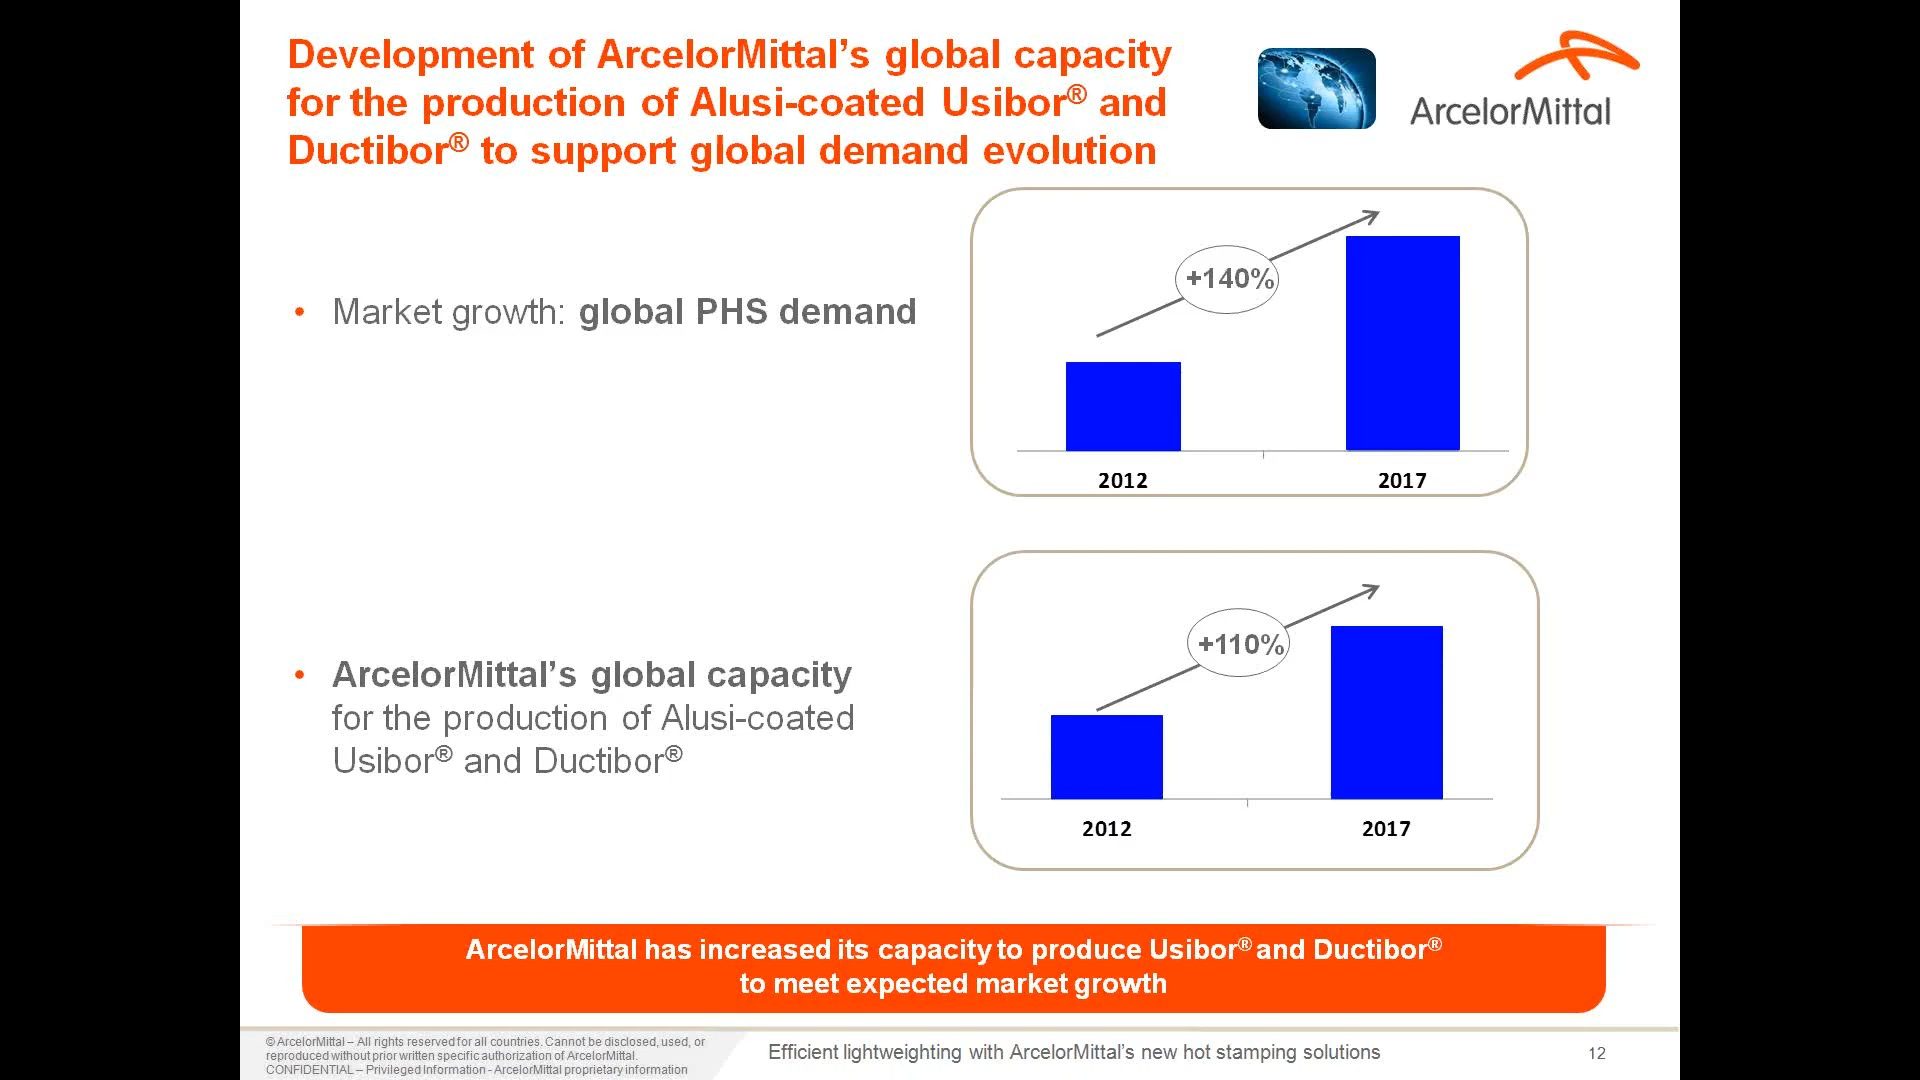 Development of ArcelorMittal’s global capacity
for the production of Alusi-coated Usibor® and
Ductibor® to support global demand evolution
ArcelorMittal
• Market growth: global PHS demand
+140%
2012
2017
• ArcelorMittal’s global capacity
for the production of Alusi-coated
Usibor® and Ductibor®
+110%
2012
2017
ArcelorMittal has increased its capacity to produce Usibor® and Ductibor®
to meet expected market growth
© ArcelorMittal – All rights reserved for all countries. Cannot be disclosed, used, or
reproduced without prior written specific authorization of ArcelorMittal.
CONFIDENTIAL – Privileged Information - ArcelorMittal proprietary information
Efficient lightweighting with ArcelorMittal’s new hot stamping solutions
12